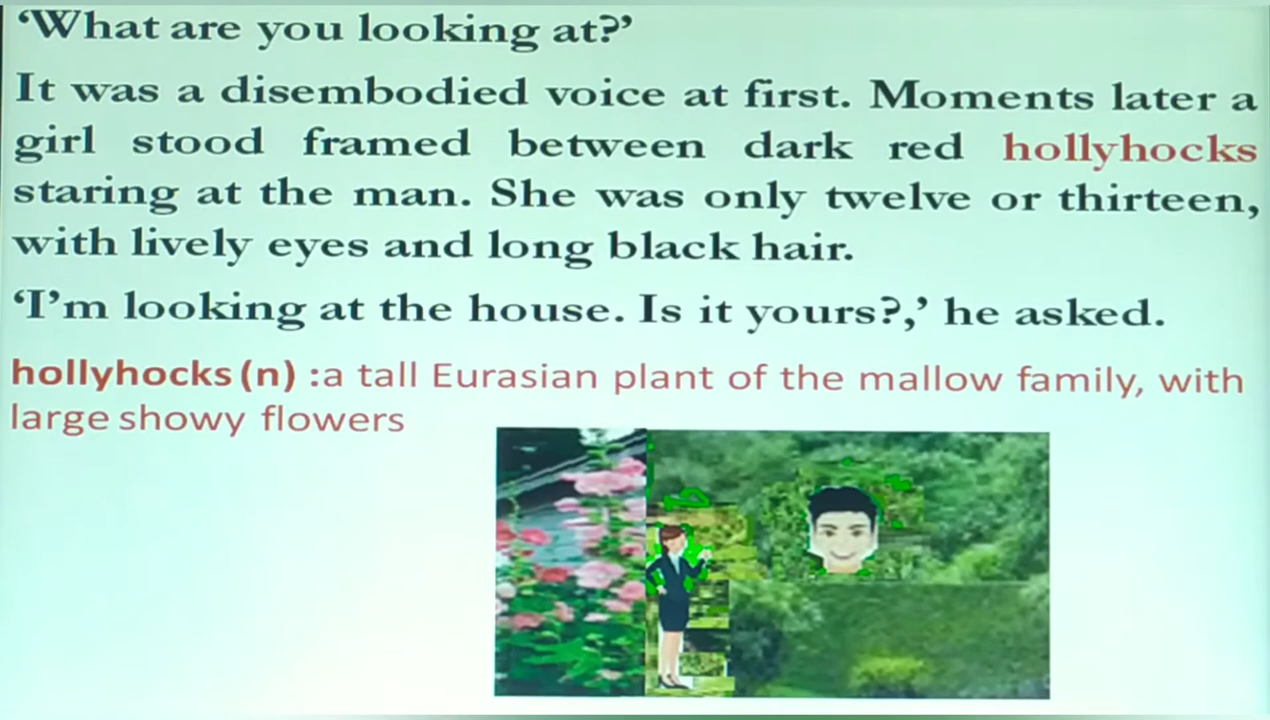 ‘What are you looking at?’
It was a disembodied voice at first. Moments later a
girl stood framed between dark red hollyhocks
staring at the man. She was only twelve or thirteen,
with lively eyes and long black hair.
‘I’m looking at the house. Is it yours?,’ he asked.
hollyhocks (n) :a tall Eurasian plant of the mallow family, with
large showy flowers